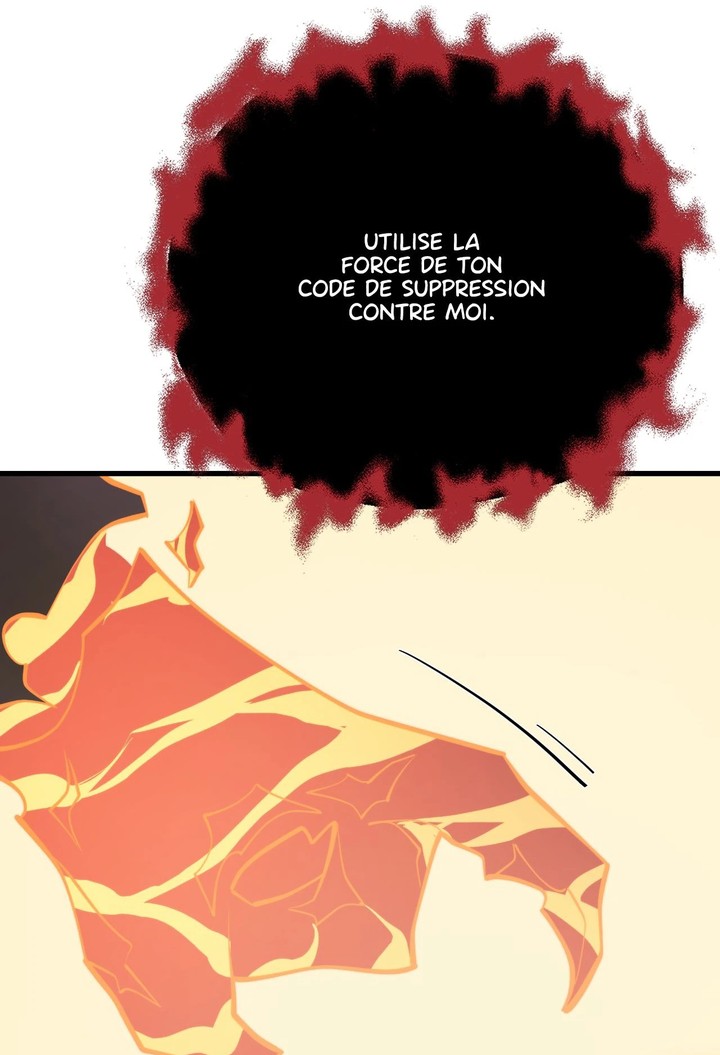 UTILISE LA
FORCE DE TON
CODE DE SUPPRESSION
CONTRE MOI.